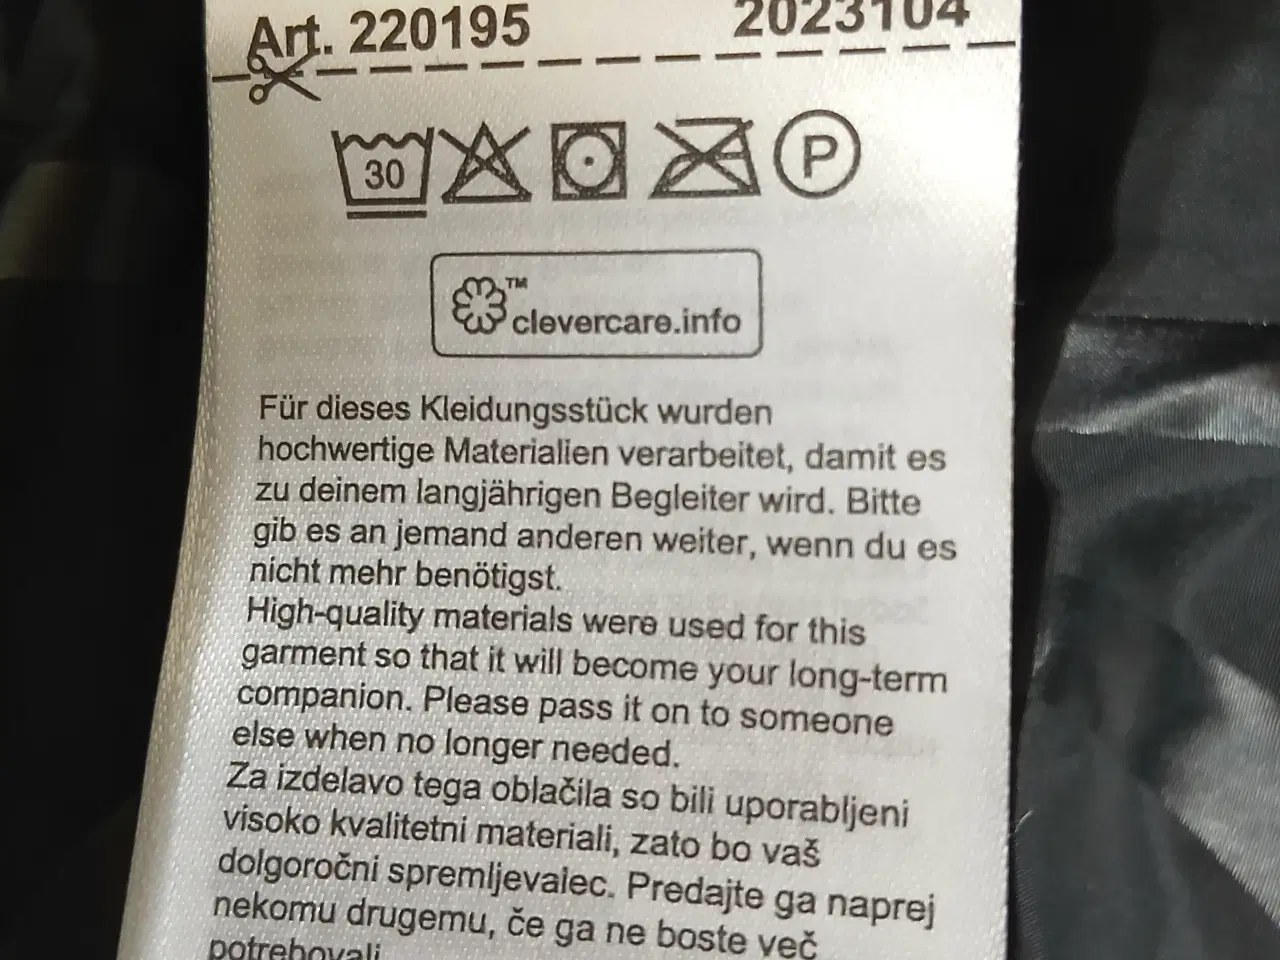 Art. 220195 2023104
30 P
™
clevercare.info
Für dieses Kleidungsstück wurden
hochwertige Materialien verarbeitet, damit es
zu deinem langjährigen Begleiter wird. Bitte
gib es an jemand anderen weiter, wenn du es
nicht mehr benötigst.
High-quality materials were used for this
garment so that it will become your long-term
companion. Please pass it on to someone
else when no longer needed.
Za izdelavo tega oblačila so bili uporabljeni
visoko kvalitetni materiali, zato bo vaš
dolgoročni spremljevalec. Predajte ga naprej
nekomu drugemu, če ga ne boste več
potrebovali